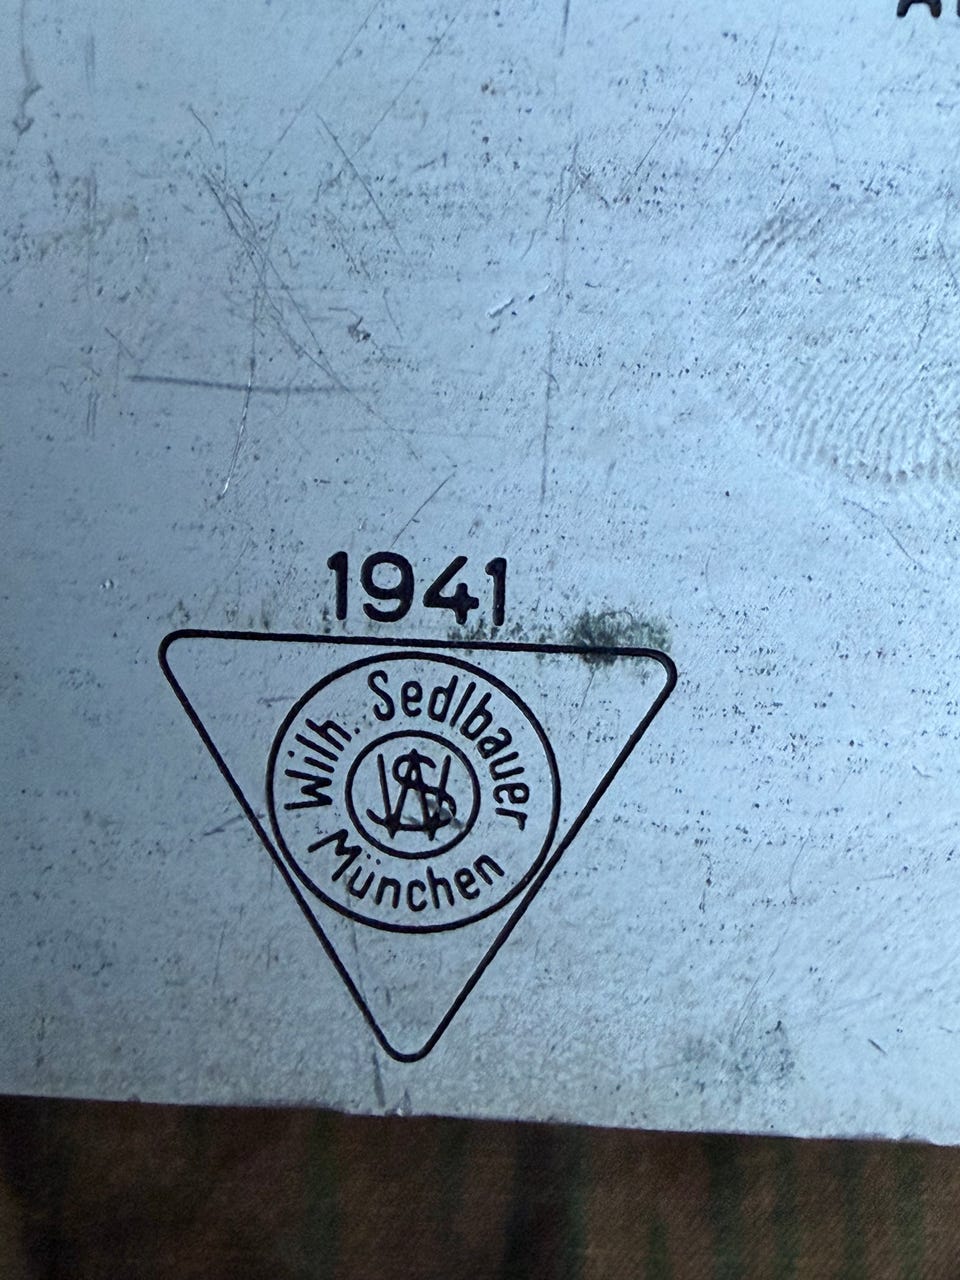 1941
Wilh. Sedlbauer
WS
München